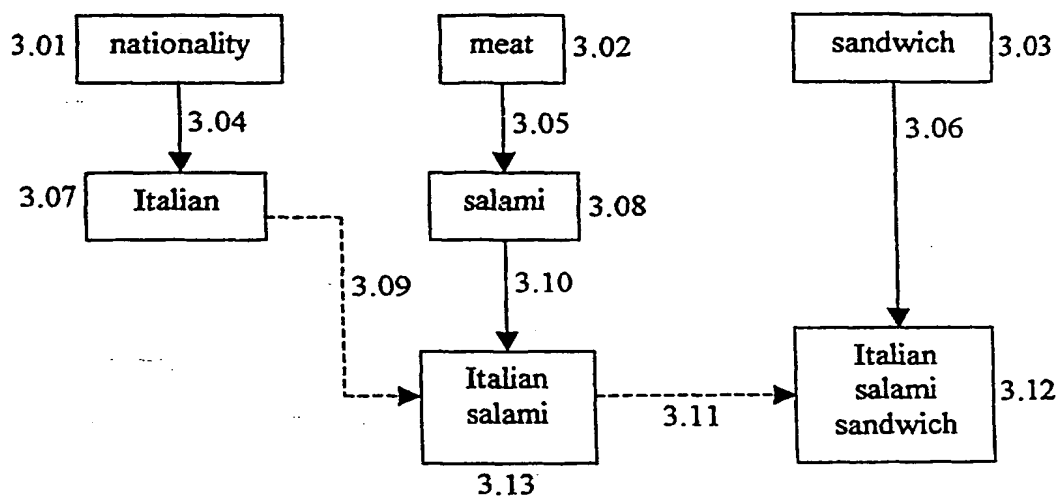 3.01 nationality
meat 3.02
sandwich 3.03
3.04
3.05
3.06
3.07 Italian
salami 3.08
3.09
3.10
Italian
salami
3.13
3.11
Italian
salami
sandwich
3.12